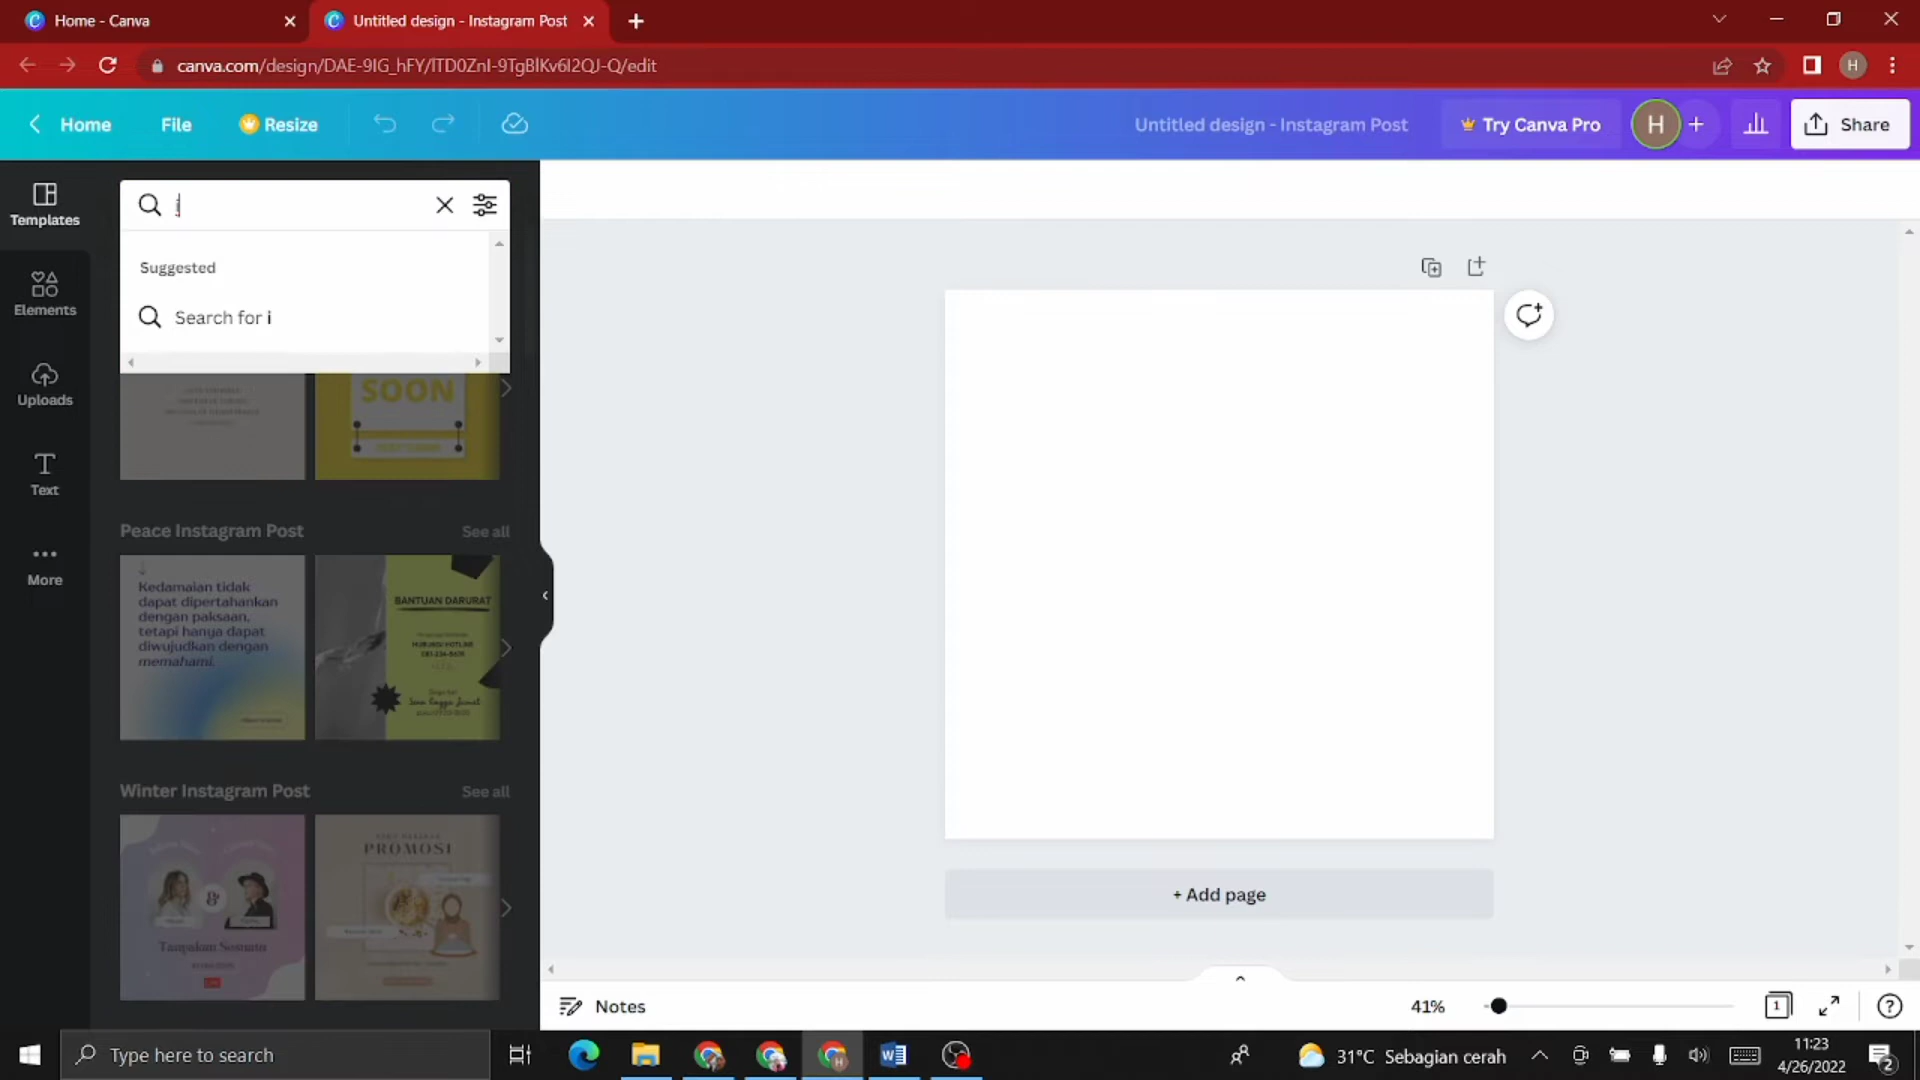 Home - Canva
Untitled design - Instagram Post
canva.com/design/DAE-9IG_hFY/lTD0ZnI-9TgBlKv6I2QJ-Q/edit
H
Home
File
Resize
Untitled design - Instagram Post
Try Canva Pro
H
Share
Templates
Elements
Uploads
Text
More
i
Suggested
Search for i
SOON
Peace Instagram Post
See all
Kedamaian tidak
dapat dipertahankan
dengan paksaan,
tetapi hanya dapat
diwujudkan dengan
memahami.
BANTUAN DARURAT
Winter Instagram Post
See all
&
PROMOSI
+ Add page
Notes
41%
1
Type here to search
31°C Sebagian cerah
11:23
4/26/2022
2